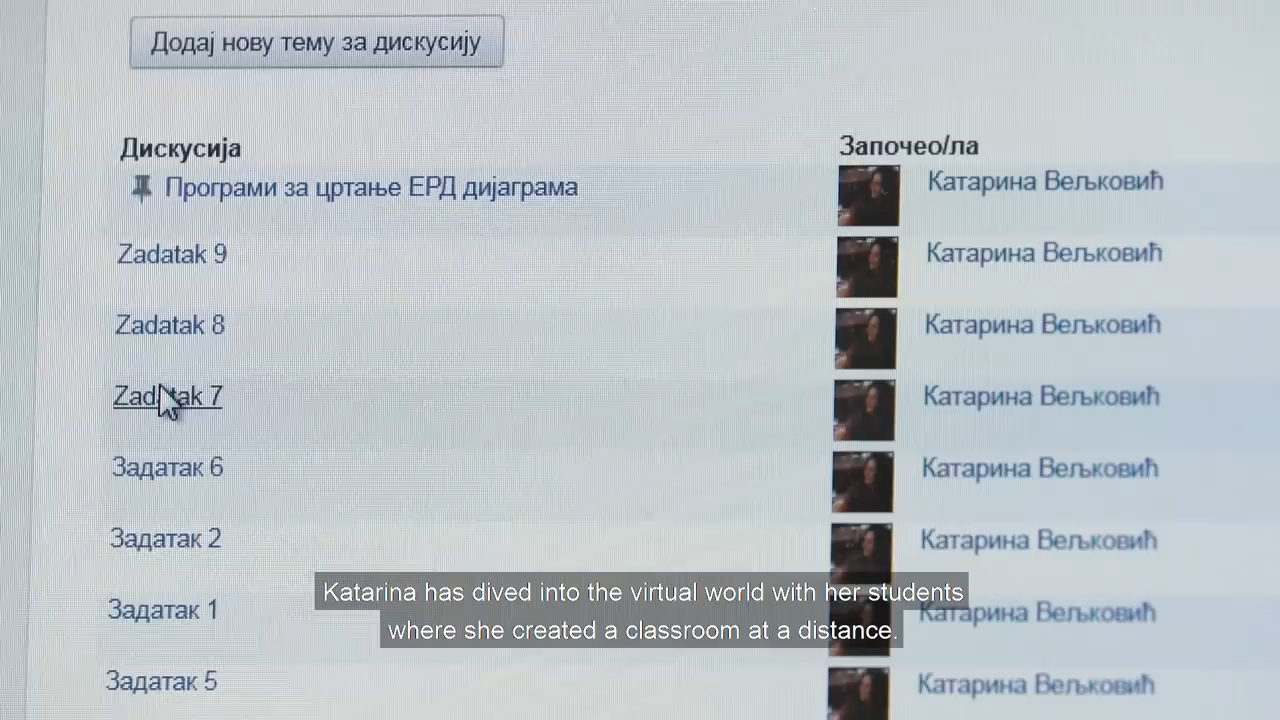 Додај нову тему за дискусију
Дискусија
Започео/ла
Програми за цртање ЕРД дијаграма
Катарина Вељковић
Zadatak 9
Катарина Вељковић
Zadatak 8
Катарина Вељковић
Zadatak 7
Катарина Вељковић
Задатак 6
Катарина Вељковић
Задатак 2
Катарина Вељковић
Katarina has dived into the virtual world with her students
Задатак 1
Катарина Вељковић
where she created a classroom at a distance.
Задатак 5
Катарина Вељковић